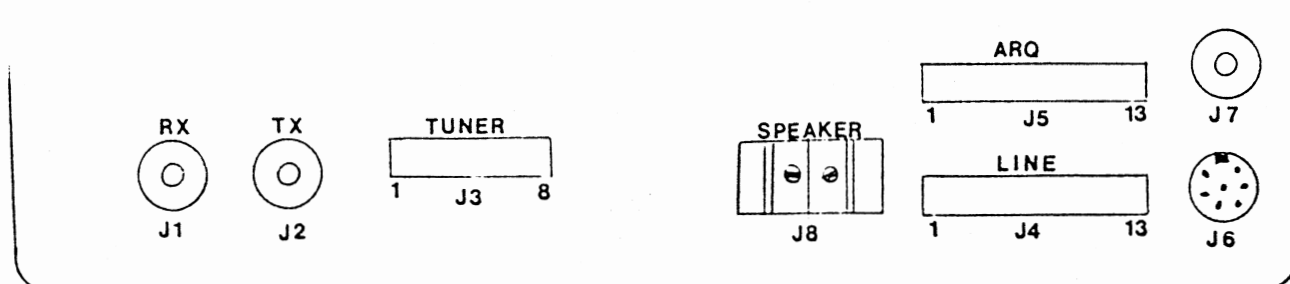 RX
J1
TX
J2
TUNER
1 J3 8
SPEAKER
J8
ARQ
1 J5 13
J7
LINE
1 J4 13
J6